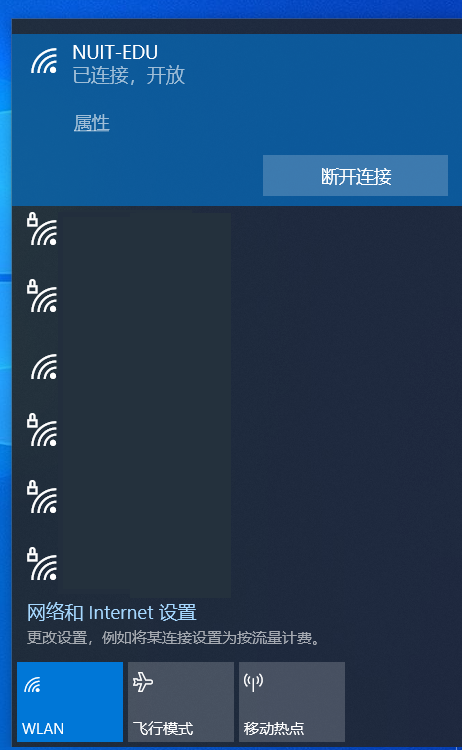 NUIT-EDU
已连接，开放
属性
断开连接
网络和 Internet 设置
更改设置，例如将某连接设置为按流量计费。
WLAN
飞行模式
移动热点